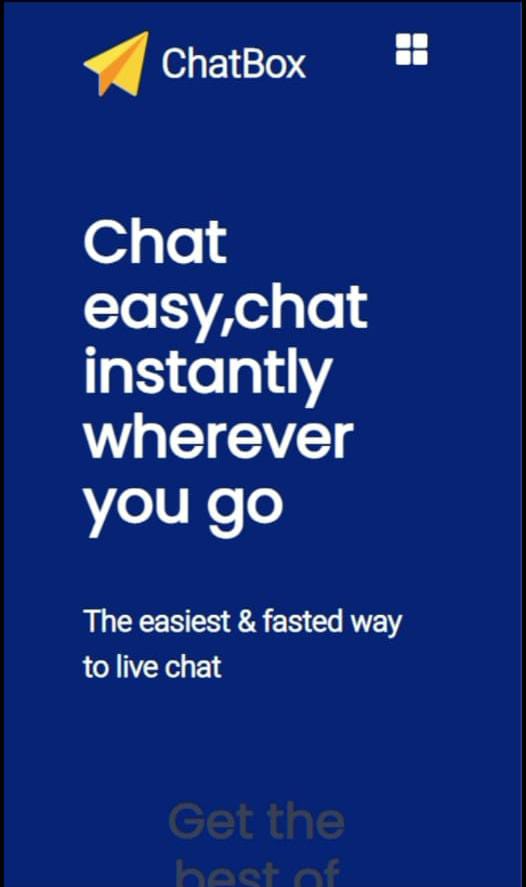 ChatBox
Chat
easy,chat
instantly
wherever
you go
The easiest & fasted way
to live chat
Get the
best of